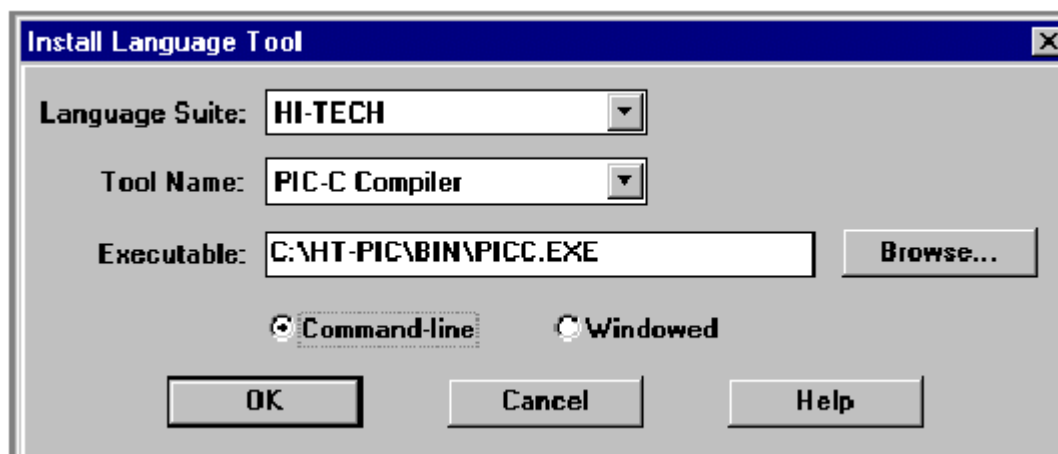 Install Language Tool
Language Suite: HI-TECH
Tool Name: PIC-C Compiler
Executable: C:\HT-PIC\BIN\PICC.EXE Browse...
Command-line Windowed
OK Cancel Help